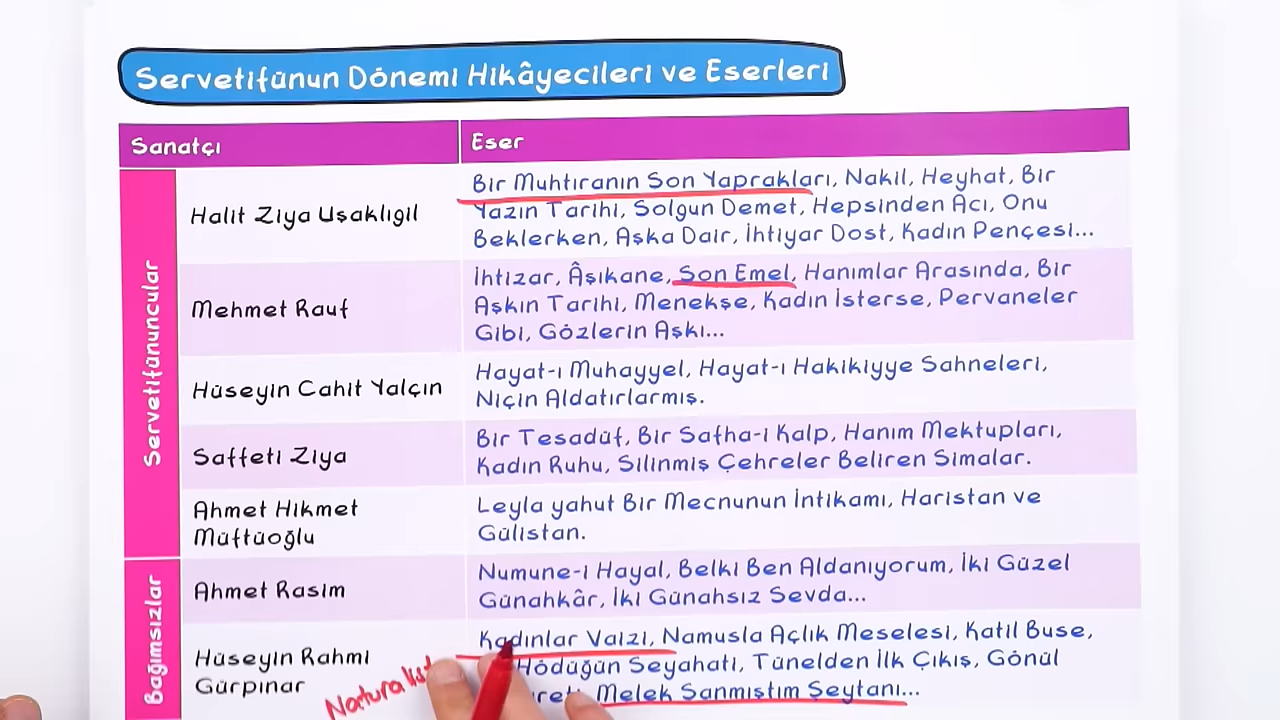 Servetifünun Dönemi Hikâyecileri ve Eserleri
Sanatçı
Eser
Servetifünuncular
Halit Ziya Uşaklıgil
Bir Muhtıranın Son Yaprakları, Nakil, Heyhat, Bir
Yazın Tarihi, Solgun Demet, Hepsinden Acı, Onu
Beklerken, Aşka Dair, İhtiyar Dost, Kadın Pençesi...
Mehmet Rauf
İhtizar, Âşıkane, Son Emel, Hanımlar Arasında, Bir
Aşkın Tarihi, Menekşe, Kadın İsterse, Pervaneler
Gibi, Gözlerin Aşkı...
Hüseyin Cahit Yalçın
Hayat-ı Muhayyel, Hayat-ı Hakikiyye Sahneleri,
Niçin Aldatırlarmış.
Saffeti Ziya
Bir Tesadüf, Bir Safha-i Kalp, Hanım Mektupları,
Kadın Ruhu, Silinmiş Çehreler Beliren Simalar.
Ahmet Hikmet
Müftüoğlu
Leyla yahut Bir Mecnunun İntikamı, Haristan ve
Gülistan.
Bağımsızlar
Ahmet Rasim
Numune-i Hayal, Belki Ben Aldanıyorum, İki Güzel
Günahkâr, İki Günahsız Sevda...
Hüseyin Rahmi
Gürpınar
Kadınlar Vaizi, Namusla Açlık Meselesi, Katil Buse,
Hödüğün Seyahati, Tünelden İlk Çıkış, Gönül
Melek Sanmıştım Şeytanı...